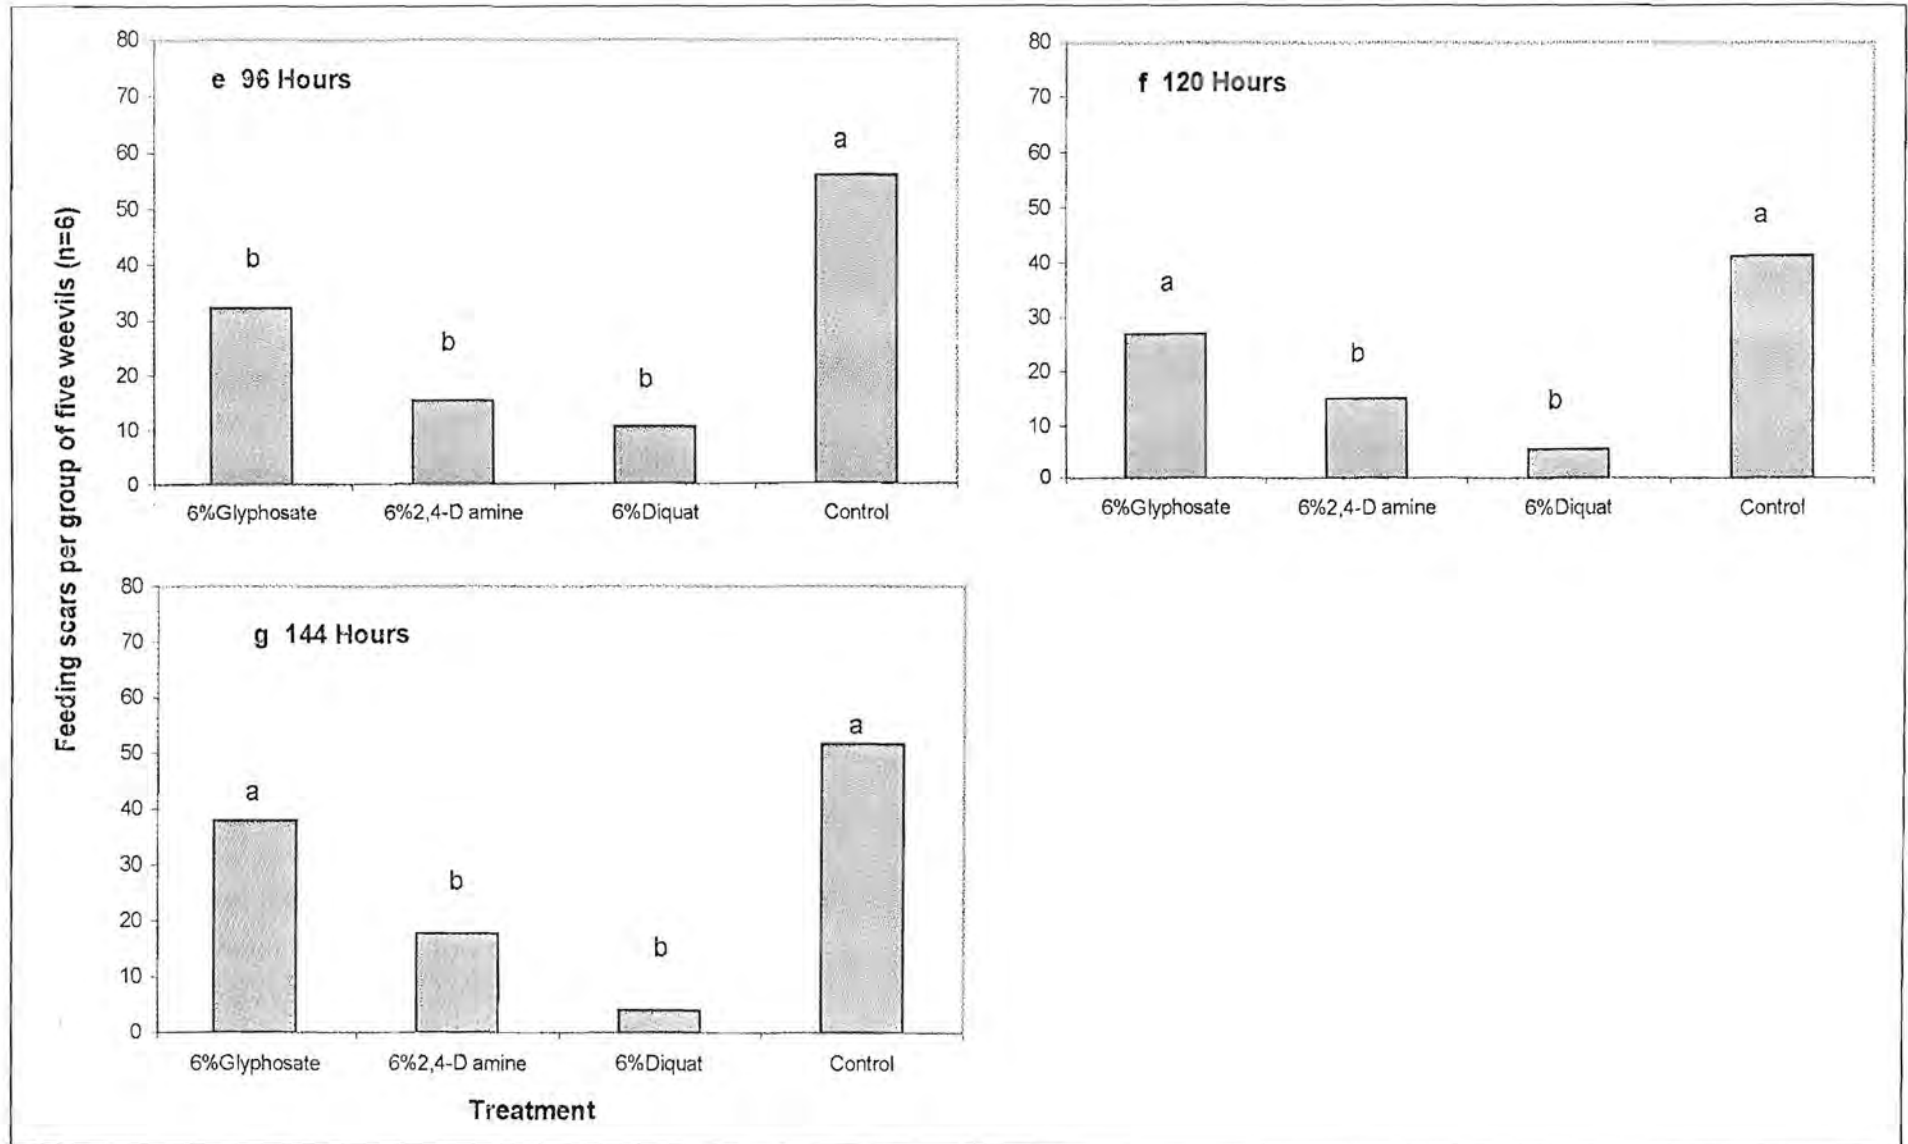 Feeding scars per group of five weevils (n=6)
e 96 Hours
80
70
60
50
40
30
20
10
0
b
b
b
a
6%Glyphosate 6%2,4-D amine 6%Diquat Control
f 120 Hours
80
70
60
50
40
30
20
10
0
a
b
b
a
6%Glyphosate 6%2,4-D amine 6%Diquat Control
g 144 Hours
80
70
60
50
40
30
20
10
0
a
b
b
a
6%Glyphosate 6%2,4-D amine 6%Diquat Control
Treatment